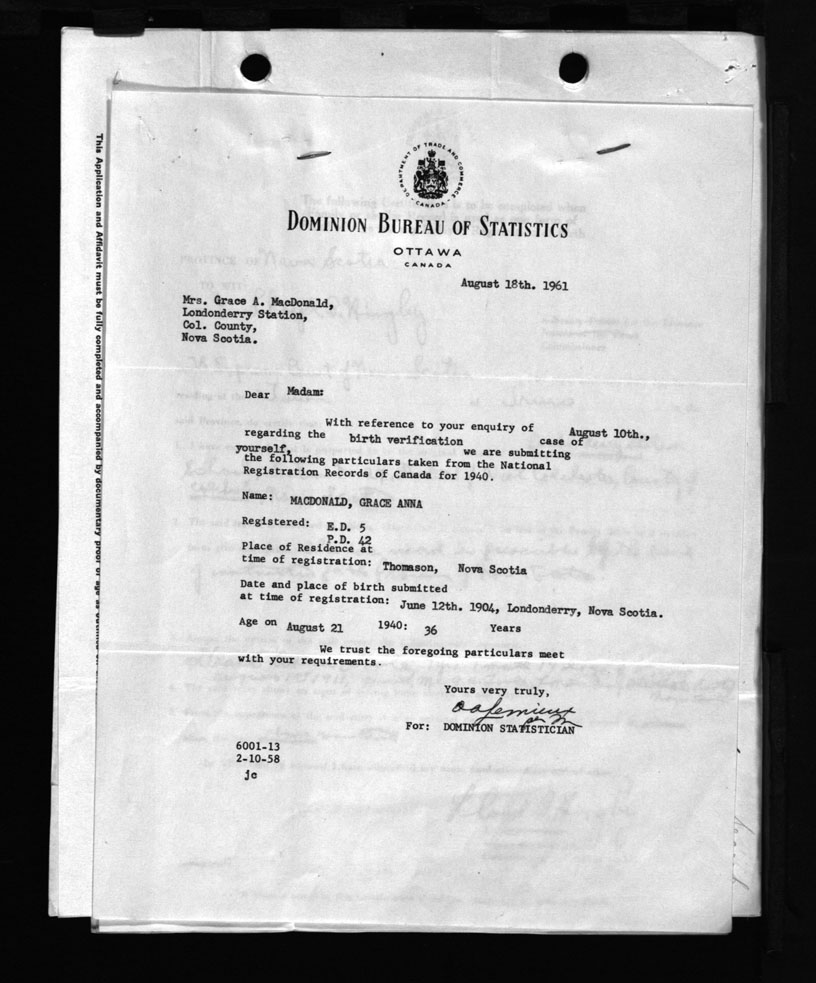 DEPARTMENT OF TRADE AND COMMERCE
CANADA
DOMINION BUREAU OF STATISTICS
OTTAWA
CANADA
August 18th. 1961
Mrs. Grace A. MacDonald,
Londonderry Station,
Col. County,
Nova Scotia.
Dear Madam:
With reference to your enquiry of August 10th.,
regarding the birth verification case of
yourself, we are submitting
the following particulars taken from the National
Registration Records of Canada for 1940.
Name: MACDONALD, GRACE ANNA
Registered: E.D. 5
P.D. 42
Place of Residence at
time of registration: Thomason, Nova Scotia
Date and place of birth submitted
at time of registration: June 12th. 1904, Londonderry, Nova Scotia.
Age on August 21 1940: 36 Years
We trust the foregoing particulars meet
with your requirements.
Yours very truly,
For: DOMINION STATISTICIAN
6001-13
2-10-58
jc
This Application and Affidavit must be fully completed and accompanied by documentary proof of age as